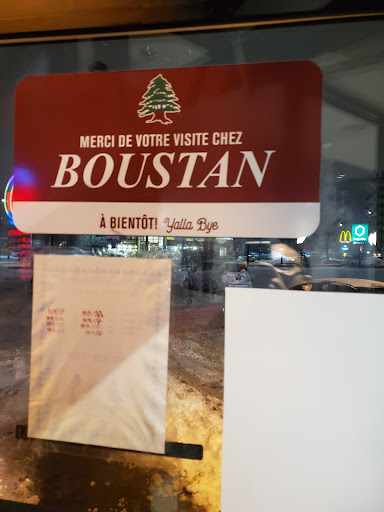 MERCI DE VOTRE VISITE CHEZ
BOUSTAN
À BIENTÔT! Yalla Bye